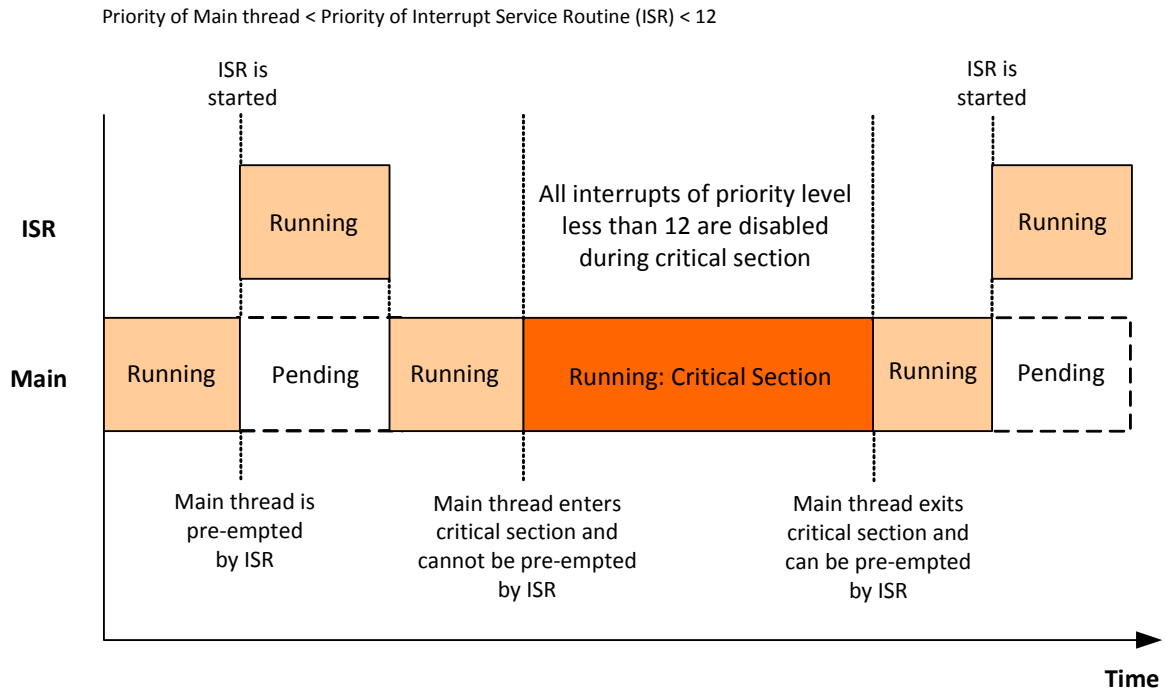 Priority of Main thread < Priority of Interrupt Service Routine (ISR) < 12
ISR is
started
ISR is
started
ISR
Running
All interrupts of priority level
less than 12 are disabled
during critical section
Running
Main
Running
Pending
Running
Running: Critical Section
Running
Pending
Main thread is
pre-empted
by ISR
Main thread enters
critical section and
cannot be pre-empted
by ISR
Main thread exits
critical section and
can be pre-empted
by ISR
Time